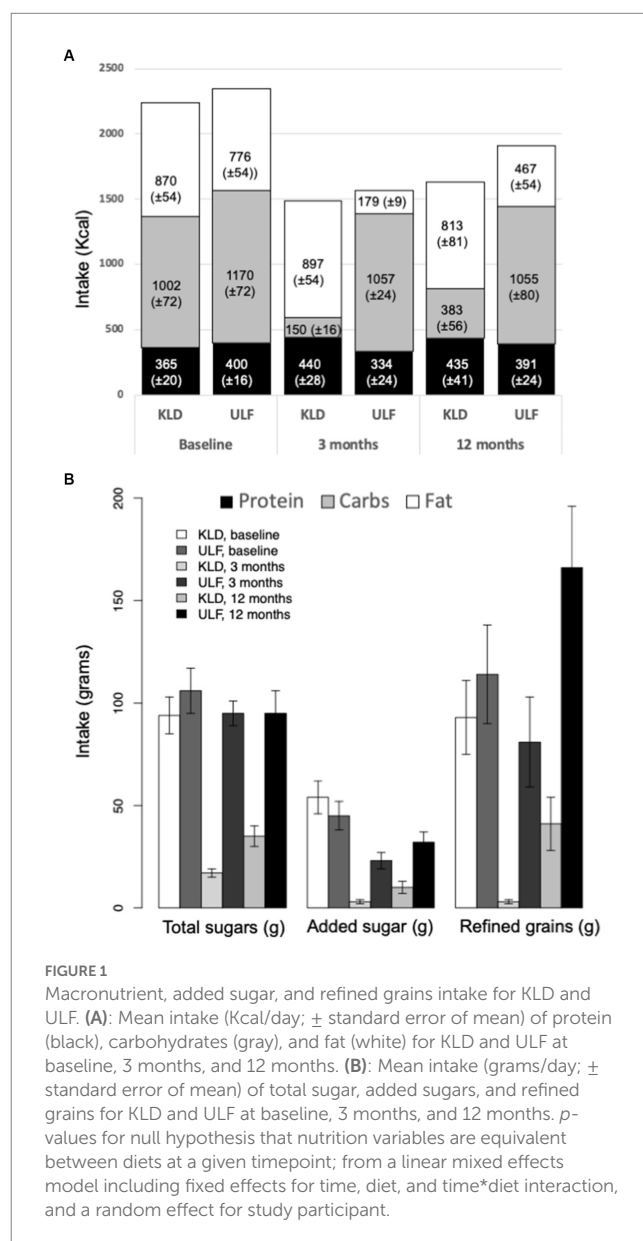 A
Intake (Kcal)
2500
2000
1500
1000
500
0
870
(±54)
1002
(±72)
365
(±20)
776
(±54))
1170
(±72)
400
(±16)
897
(±54)
150 (±16)
440
(±28)
179 (±9)
1057
(±24)
334
(±24)
813
(±81)
383
(±56)
435
(±41)
467
(±54)
1055
(±80)
391
(±24)
KLD ULF KLD ULF KLD ULF
Baseline 3 months 12 months
B
Protein Carbs Fat
KLD, baseline
ULF, baseline
KLD, 3 months
ULF, 3 months
KLD, 12 months
ULF, 12 months
Intake (grams)
200
150
100
50
0
Total sugars (g) Added sugar (g) Refined grains (g)
FIGURE 1
Macronutrient, added sugar, and refined grains intake for KLD and
ULF. (A): Mean intake (Kcal/day; ± standard error of mean) of protein
(black), carbohydrates (gray), and fat (white) for KLD and ULF at
baseline, 3 months, and 12 months. (B): Mean intake (grams/day; ±
standard error of mean) of total sugar, added sugars, and refined
grains for KLD and ULF at baseline, 3 months, and 12 months. p-
values for null hypothesis that nutrition variables are equivalent
between diets at a given timepoint; from a linear mixed effects
model including fixed effects for time, diet, and time*diet interaction,
and a random effect for study participant.